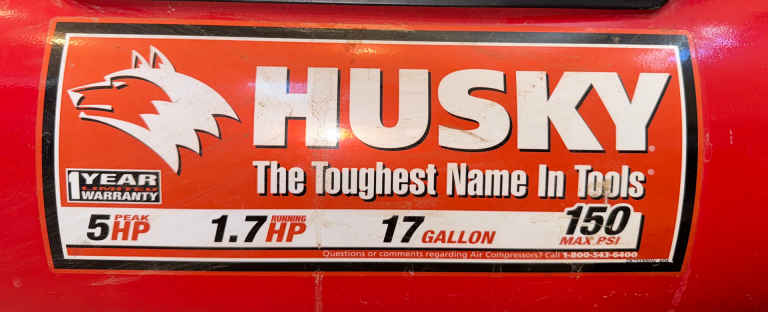 HUSKY
The Toughest Name In Tools
1 YEAR
LIMITED
WARRANTY
5 PEAK HP 1.7 RUNNING HP 17 GALLON 150 MAX PSI
Questions or comments regarding Air Compressors? Call 1-800-543-6400